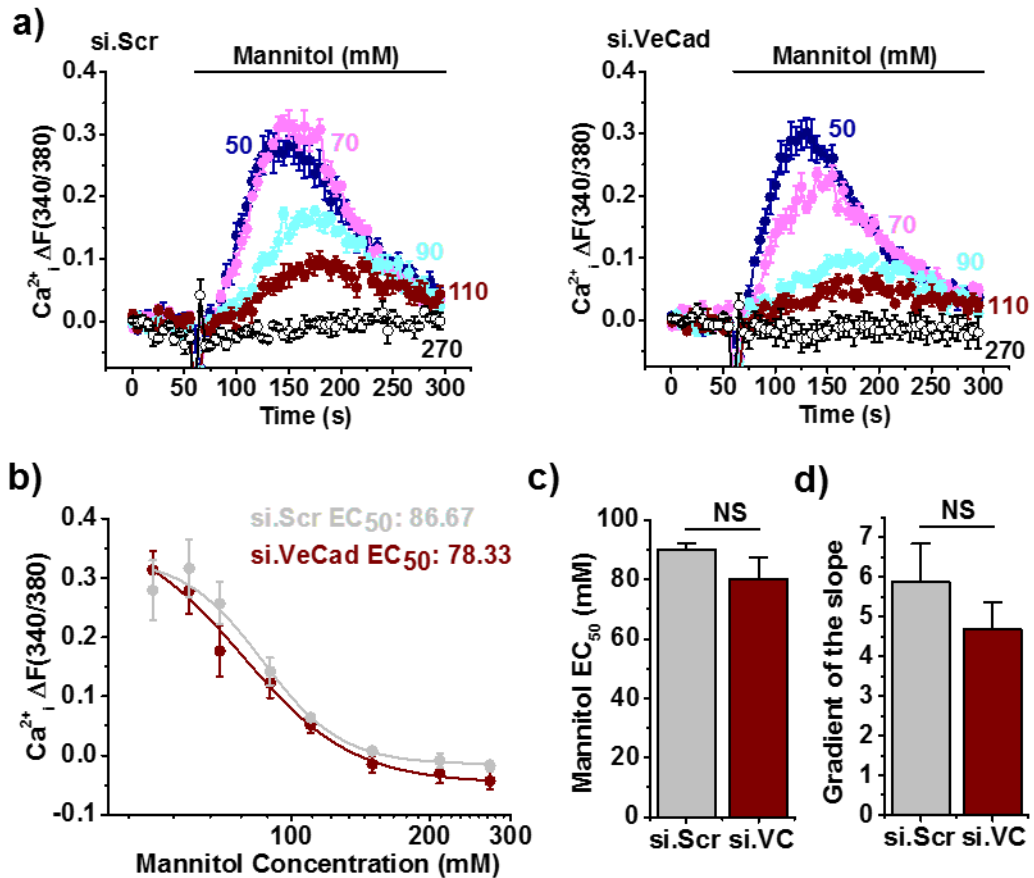 a)
si.Scr
Mannitol (mM)
Ca²⁺ᵢ ΔF(340/380)
0.4
0.3
0.2
0.1
0.0
50
70
90
110
270
0 50 100 150 200 250 300
Time (s)
si.VeCad
Mannitol (mM)
Ca²⁺ᵢ ΔF(340/380)
0.4
0.3
0.2
0.1
0.0
50
70
90
110
270
0 50 100 150 200 250 300
Time (s)
b)
si.Scr EC₅₀: 86.67
si.VeCad EC₅₀: 78.33
Ca²⁺ᵢ ΔF(340/380)
0.4
0.3
0.2
0.1
0.0
-0.1
100 200 300
Mannitol Concentration (mM)
c)
NS
Mannitol EC₅₀ (mM)
100
80
60
40
20
0
si.Scr si.VC
d)
NS
Gradient of the slope
7
6
5
4
3
2
1
0
si.Scr si.VC